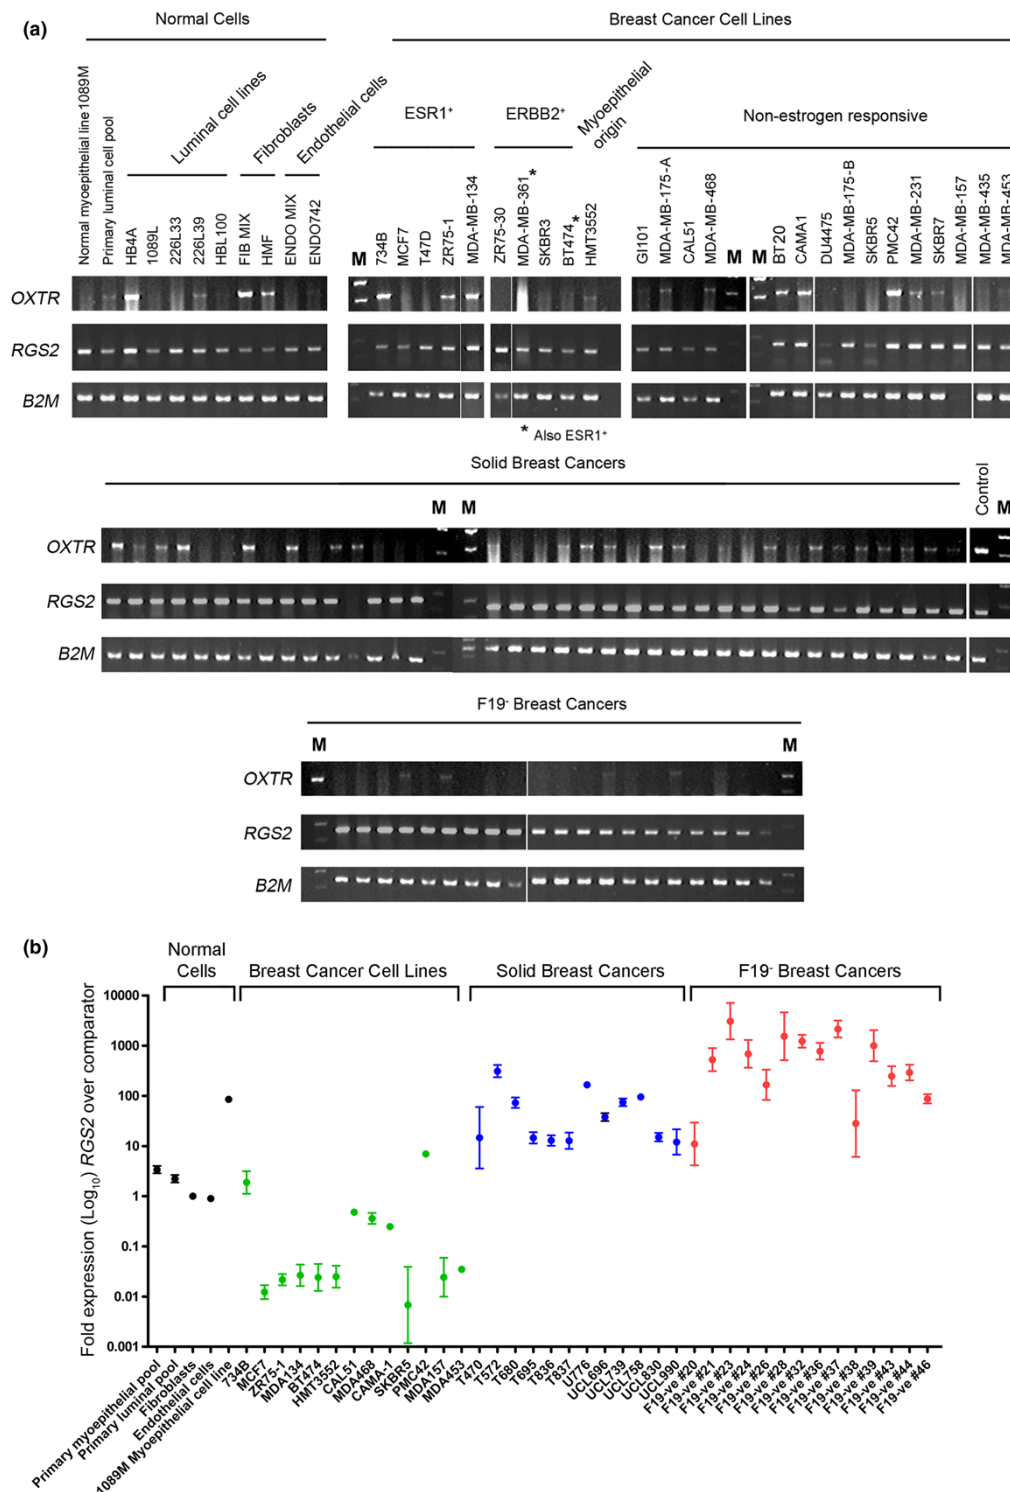 (a)
Normal Cells
Breast Cancer Cell Lines
Luminal cell lines
Fibroblasts
Endothelial cells
ESR1+
ERBB2+
Myoepithelial origin
Non-estrogen responsive
Normal myoepithelial line 1089M
Primary luminal cell pool
HB4A
1089L
226L33
226L39
HBL100
FIB MIX
HMF
ENDO MIX
ENDO742
M
734B
MCF7
T47D
ZR75-1
MDA-MB-134
ZR75-30
MDA-MB-361*
SKBR3
BT474*
HMT3552
GI101
MDA-MB-175-A
CAL51
MDA-MB-468
M
M
BT20
CAMA1
DU4475
MDA-MB-175-B
SKBR5
PMC42
MDA-MB-231
SKBR7
MDA-MB-157
MDA-MB-435
MDA-MB-453
OXTR
RGS2
B2M
* Also ESR1+
Solid Breast Cancers
M
M
Control
M
OXTR
RGS2
B2M
F19- Breast Cancers
M
M
OXTR
RGS2
B2M
(b)
Normal Cells
Breast Cancer Cell Lines
Solid Breast Cancers
F19- Breast Cancers
Fold expression (Log10) RGS2 over comparator
10000
1000
100
10
1
0.1
0.01
0.001
Primary myoepithelial pool
Primary luminal pool
Fibroblasts
Endothelial cells
1089M Myoepithelial cell line
734B
MCF7
ZR75-1
MDA134
BT474
HMT3552
CAL51
MDA468
CAMA-1
SKBR5
PMC42
MDA157
MDA453
T470
T572
T680
T695
T836
T837
U776
UCL696
UCL739
UCL758
UCL830
UCL990
F19-ve #20
F19-ve #21
F19-ve #23
F19-ve #24
F19-ve #26
F19-ve #28
F19-ve #32
F19-ve #36
F19-ve #37
F19-ve #38
F19-ve #39
F19-ve #43
F19-ve #44
F19-ve #46